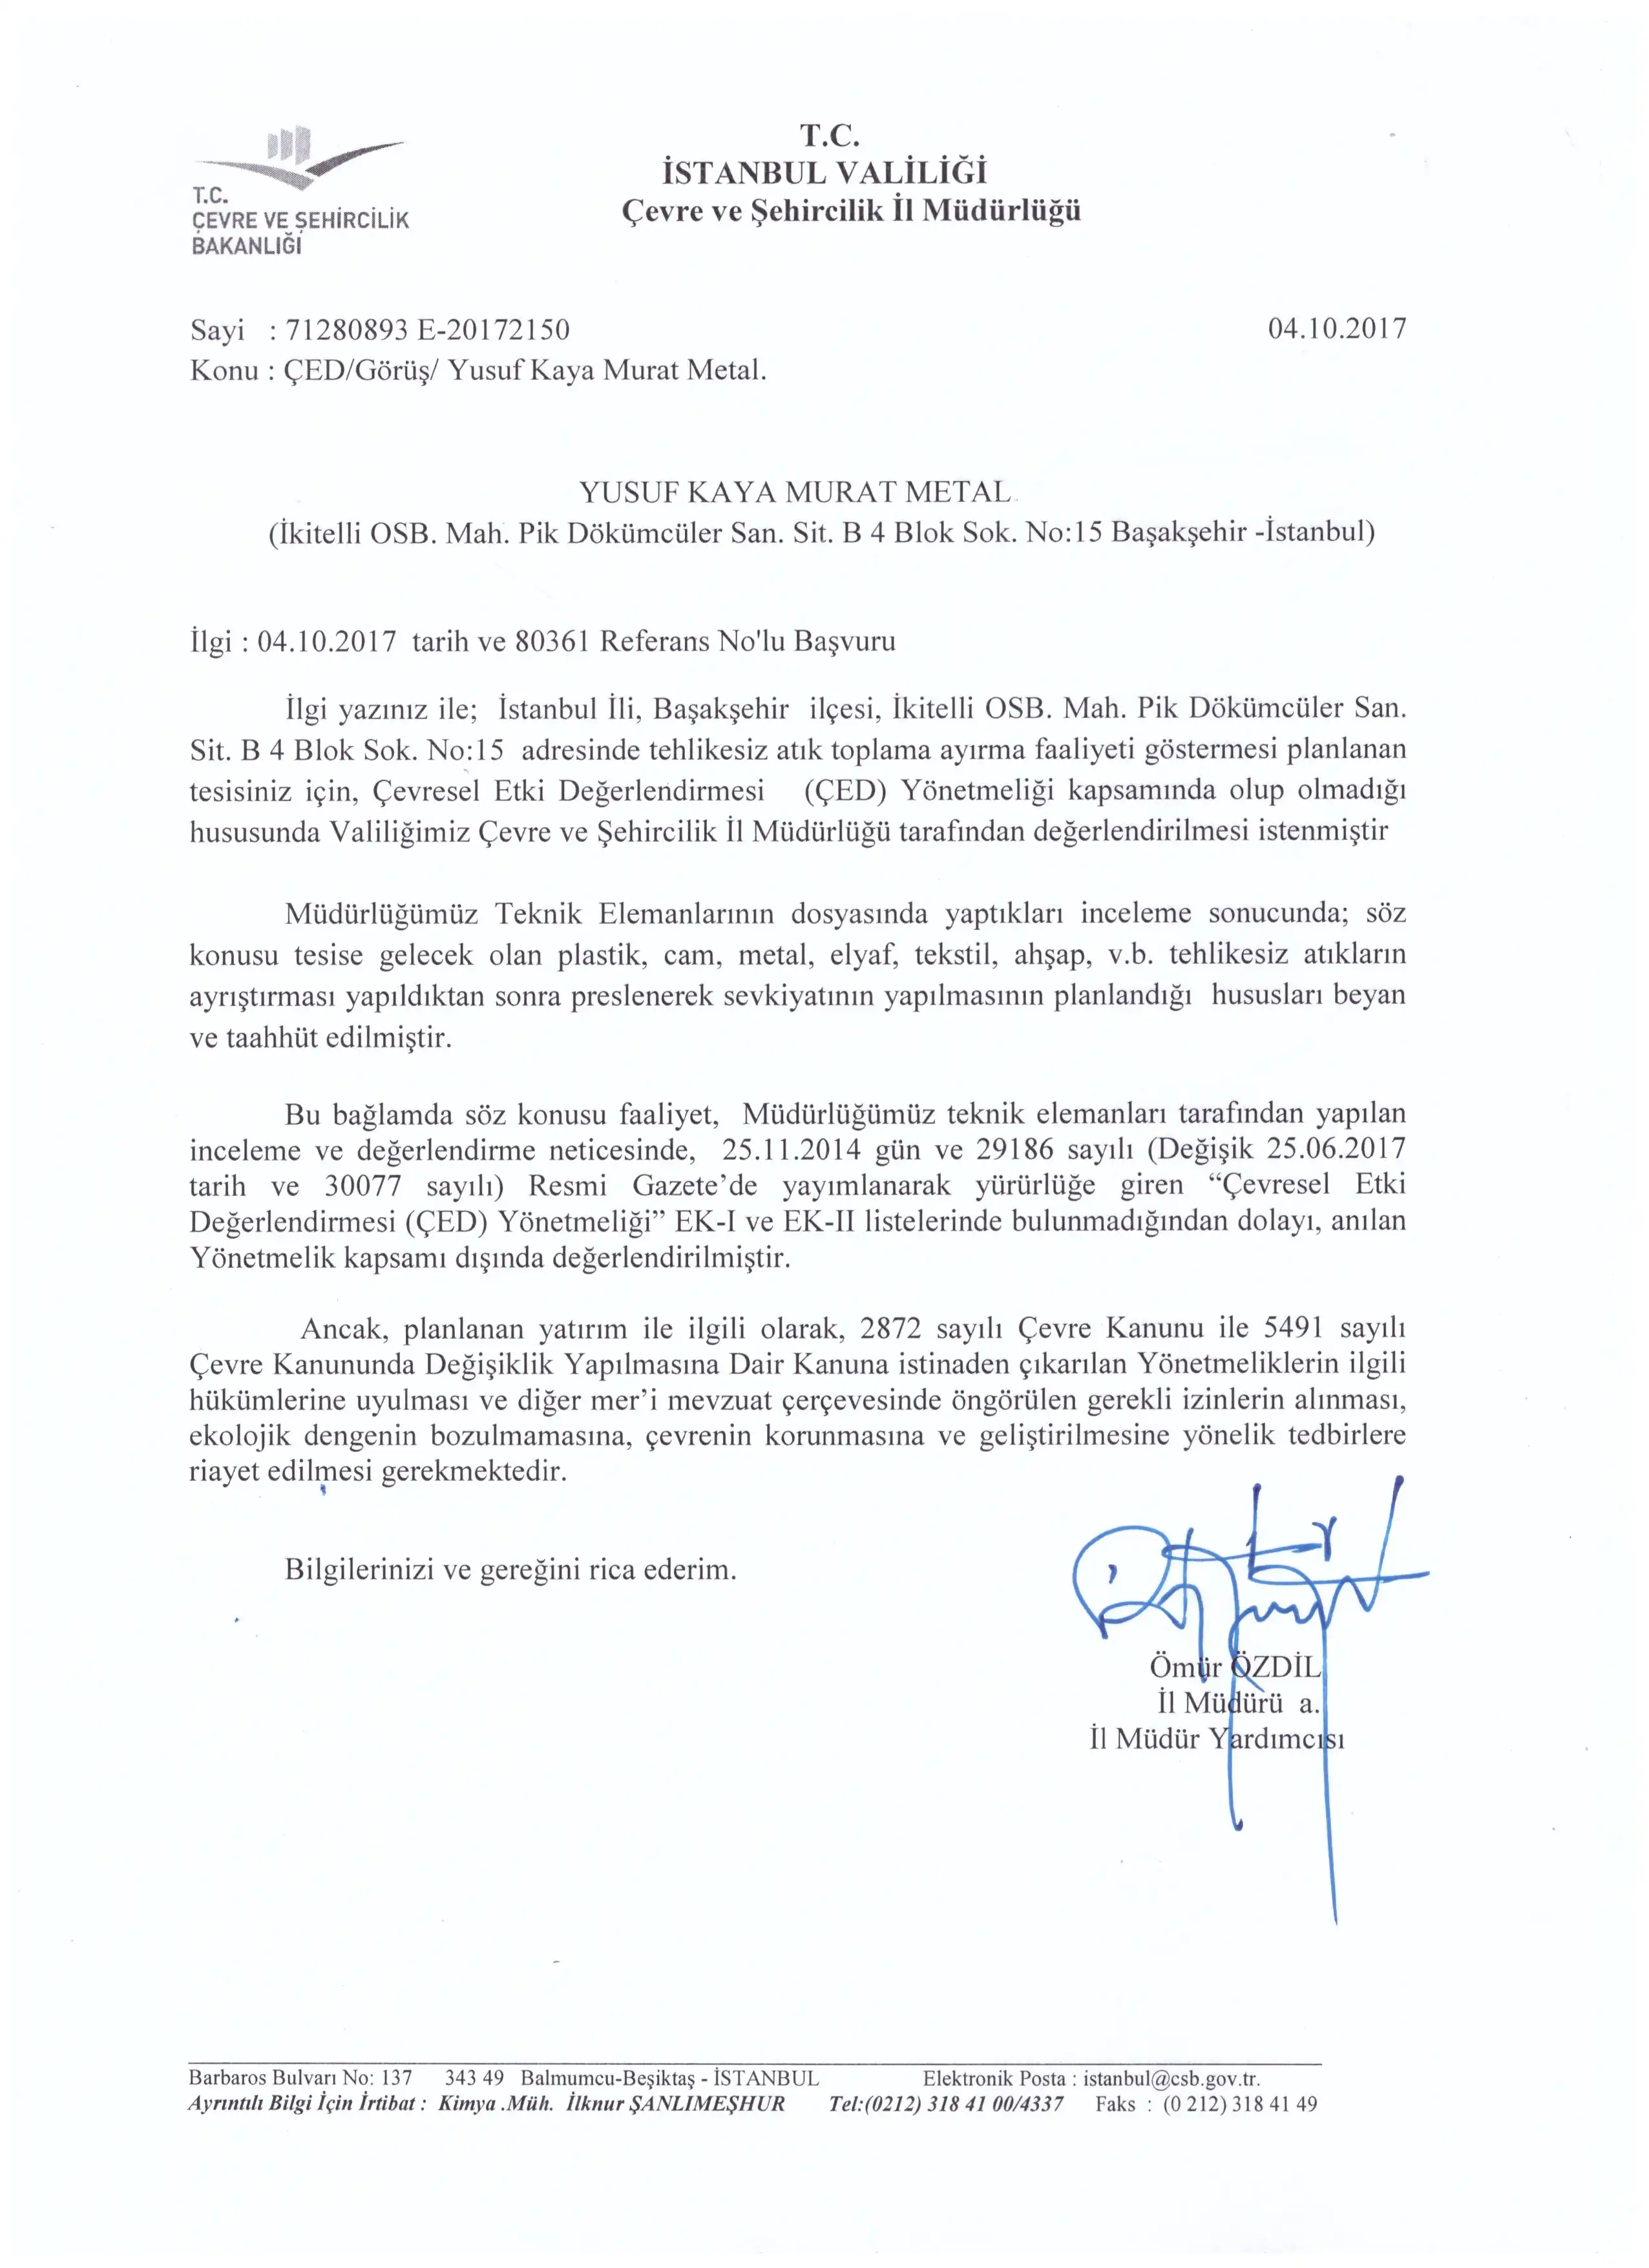 T.C.
ÇEVRE VE ŞEHİRCİLİK
BAKANLIĞI
T.C.
İSTANBUL VALİLİĞİ
Çevre ve Şehircilik İl Müdürlüğü
Sayi : 71280893 E-20172150 04.10.2017
Konu : ÇED/Görüş/ Yusuf Kaya Murat Metal.
YUSUF KAYA MURAT METAL
(İkitelli OSB. Mah. Pik Dökümcüler San. Sit. B 4 Blok Sok. No:15 Başakşehir -İstanbul)
İlgi : 04.10.2017 tarih ve 80361 Referans No'lu Başvuru
İlgi yazınız ile; İstanbul İli, Başakşehir ilçesi, İkitelli OSB. Mah. Pik Dökümcüler San.
Sit. B 4 Blok Sok. No:15 adresinde tehlikesiz atık toplama ayırma faaliyeti göstermesi planlanan
tesisiniz için, Çevresel Etki Değerlendirmesi (ÇED) Yönetmeliği kapsamında olup olmadığı
hususunda Valiliğimiz Çevre ve Şehircilik İl Müdürlüğü tarafından değerlendirilmesi istenmiştir
Müdürlüğümüz Teknik Elemanlarının dosyasında yaptıkları inceleme sonucunda; söz
konusu tesise gelecek olan plastik, cam, metal, elyaf, tekstil, ahşap, v.b. tehlikesiz atıkların
ayrıştırması yapıldıktan sonra preslenerek sevkiyatının yapılmasının planlandığı hususları beyan
ve taahhüt edilmiştir.
Bu bağlamda söz konusu faaliyet, Müdürlüğümüz teknik elemanları tarafından yapılan
inceleme ve değerlendirme neticesinde, 25.11.2014 gün ve 29186 sayılı (Değişik 25.06.2017
tarih ve 30077 sayılı) Resmi Gazete’de yayımlanarak yürürlüğe giren “Çevresel Etki
Değerlendirmesi (ÇED) Yönetmeliği” EK-I ve EK-II listelerinde bulunmadığından dolayı, anılan
Yönetmelik kapsamı dışında değerlendirilmiştir.
Ancak, planlanan yatırım ile ilgili olarak, 2872 sayılı Çevre Kanunu ile 5491 sayılı
Çevre Kanununda Değişiklik Yapılmasına Dair Kanuna istinaden çıkarılan Yönetmeliklerin ilgili
hükümlerine uyulması ve diğer mer’i mevzuat çerçevesinde öngörülen gerekli izinlerin alınması,
ekolojik dengenin bozulmamasına, çevrenin korunmasına ve geliştirilmesine yönelik tedbirlere
riayet edilmesi gerekmektedir.
Bilgilerinizi ve gereğini rica ederim.
Ömür ÖZDİL
İl Müdürü a.
İl Müdür Yardımcısı
Barbaros Bulvarı No: 137 343 49 Balmumcu-Beşiktaş - İSTANBUL Elektronik Posta : istanbul@csb.gov.tr.
Ayrıntılı Bilgi İçin İrtibat : Kimya .Müh. İlknur ŞANLIMEŞHUR Tel:(0212) 318 41 00/4337 Faks : (0 212) 318 41 49